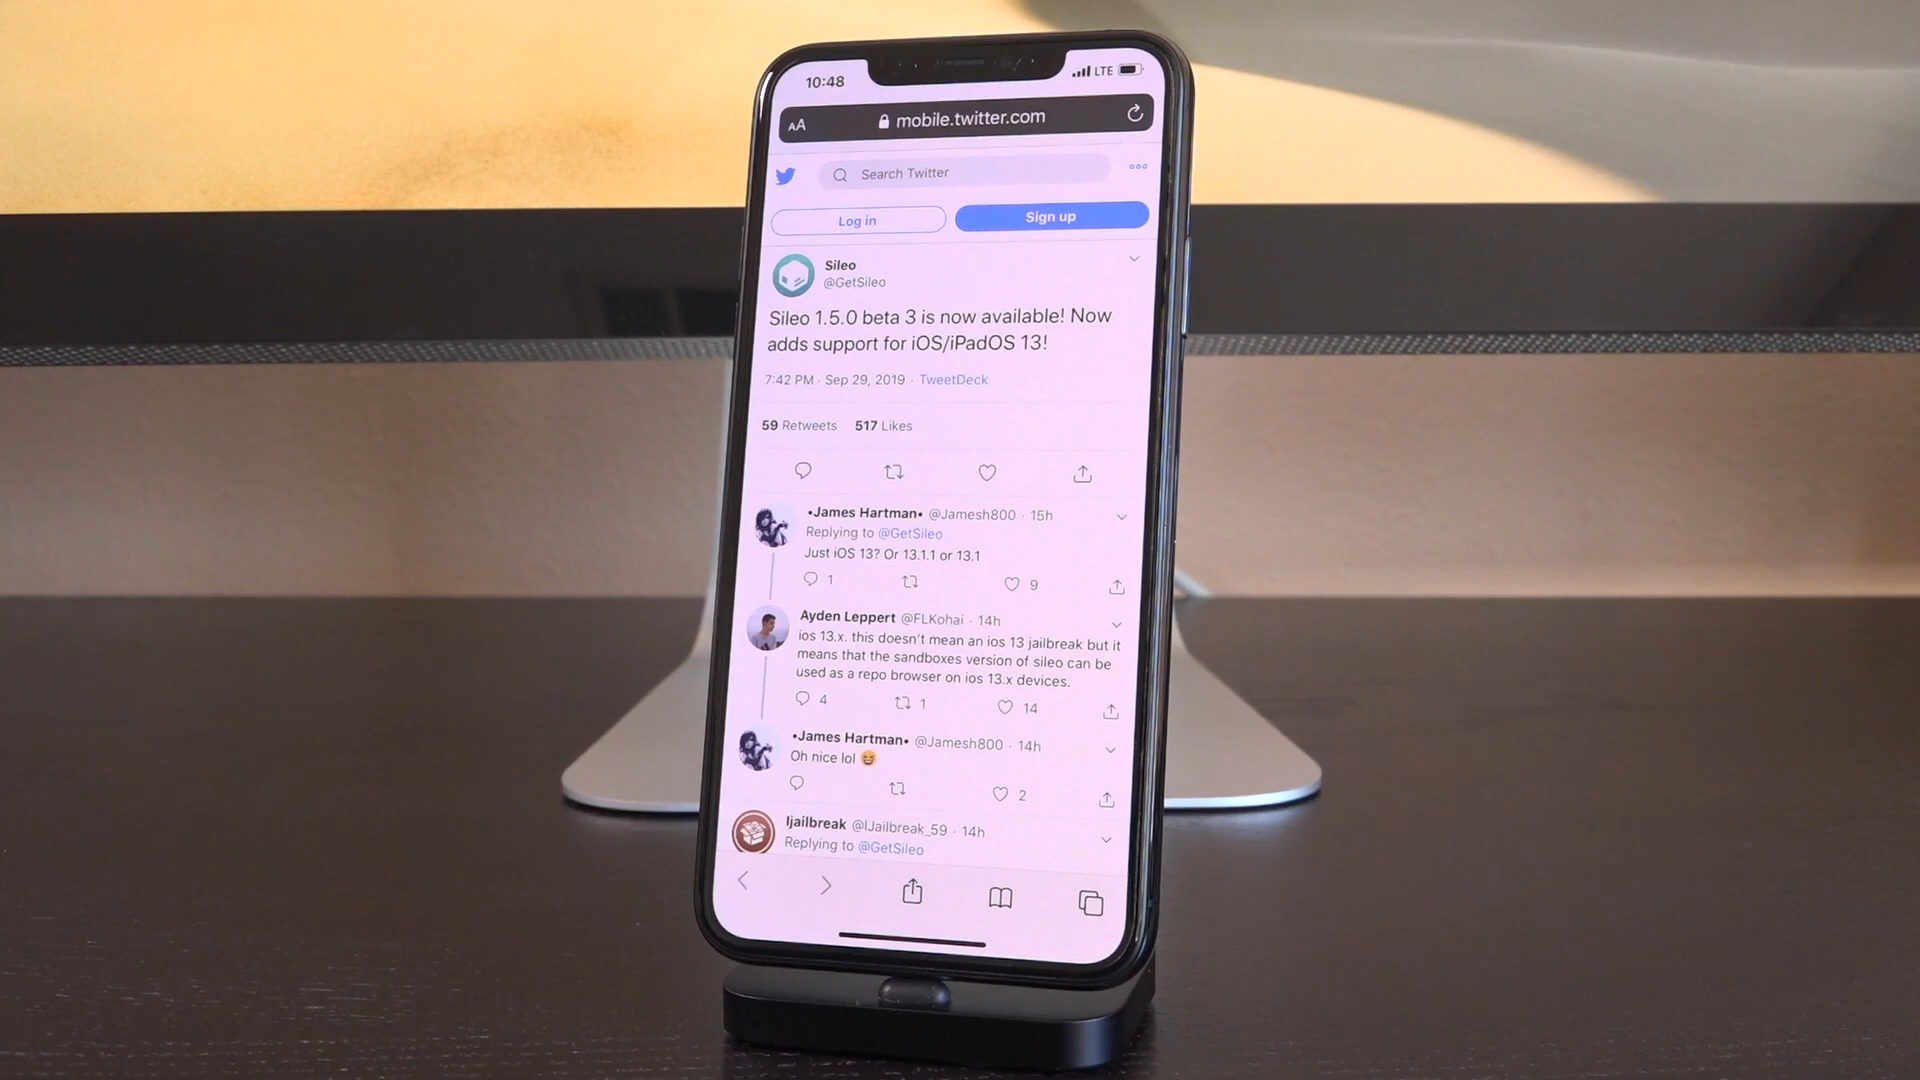 10:48
LTE
AA
mobile.twitter.com
Search Twitter
Log in
Sign up
Sileo
@GetSileo
Sileo 1.5.0 beta 3 is now available! Now
adds support for iOS/iPadOS 13!
7:42 PM · Sep 29, 2019 · TweetDeck
59 Retweets 517 Likes
•James Hartman• @Jamesh800 · 15h
Replying to @GetSileo
Just iOS 13? Or 13.1.1 or 13.1
1
9
Ayden Leppert @FLKohai · 14h
ios 13.x. this doesn't mean an ios 13 jailbreak but it
means that the sandboxes version of sileo can be
used as a repo browser on ios 13.x devices.
4
1
14
•James Hartman• @Jamesh800 · 14h
Oh nice lol 😆
2
Ijailbreak @IJailbreak_59 · 14h
Replying to @GetSileo